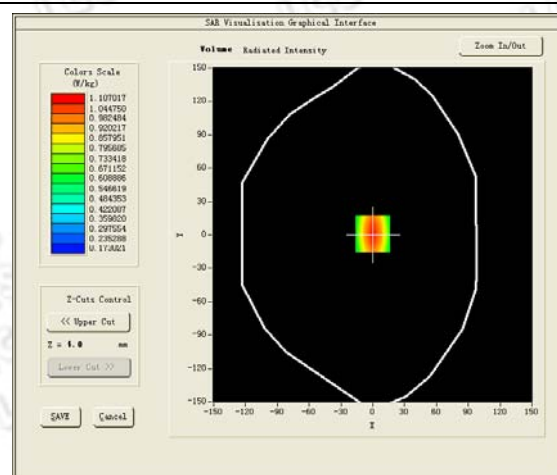 SAR Visualisation Graphical Interface
Volume Radiated Intensity
Zoom In/Out
Colors Scale
(W/kg)
1.107017
1.044750
0.982484
0.920217
0.857951
0.795685
0.733418
0.671152
0.608886
0.546619
0.484353
0.422087
0.359820
0.297554
0.235288
0.173021
Z-Cuts Control
<< Upper Cut
Z = 4.0 mm
Lower Cut >>
SAVE Cancel
150
90
60
30
0
-30
-60
-90
-120
-150
Y
-150 -120 -90 -60 -30 0 30 60 90 120 150
X